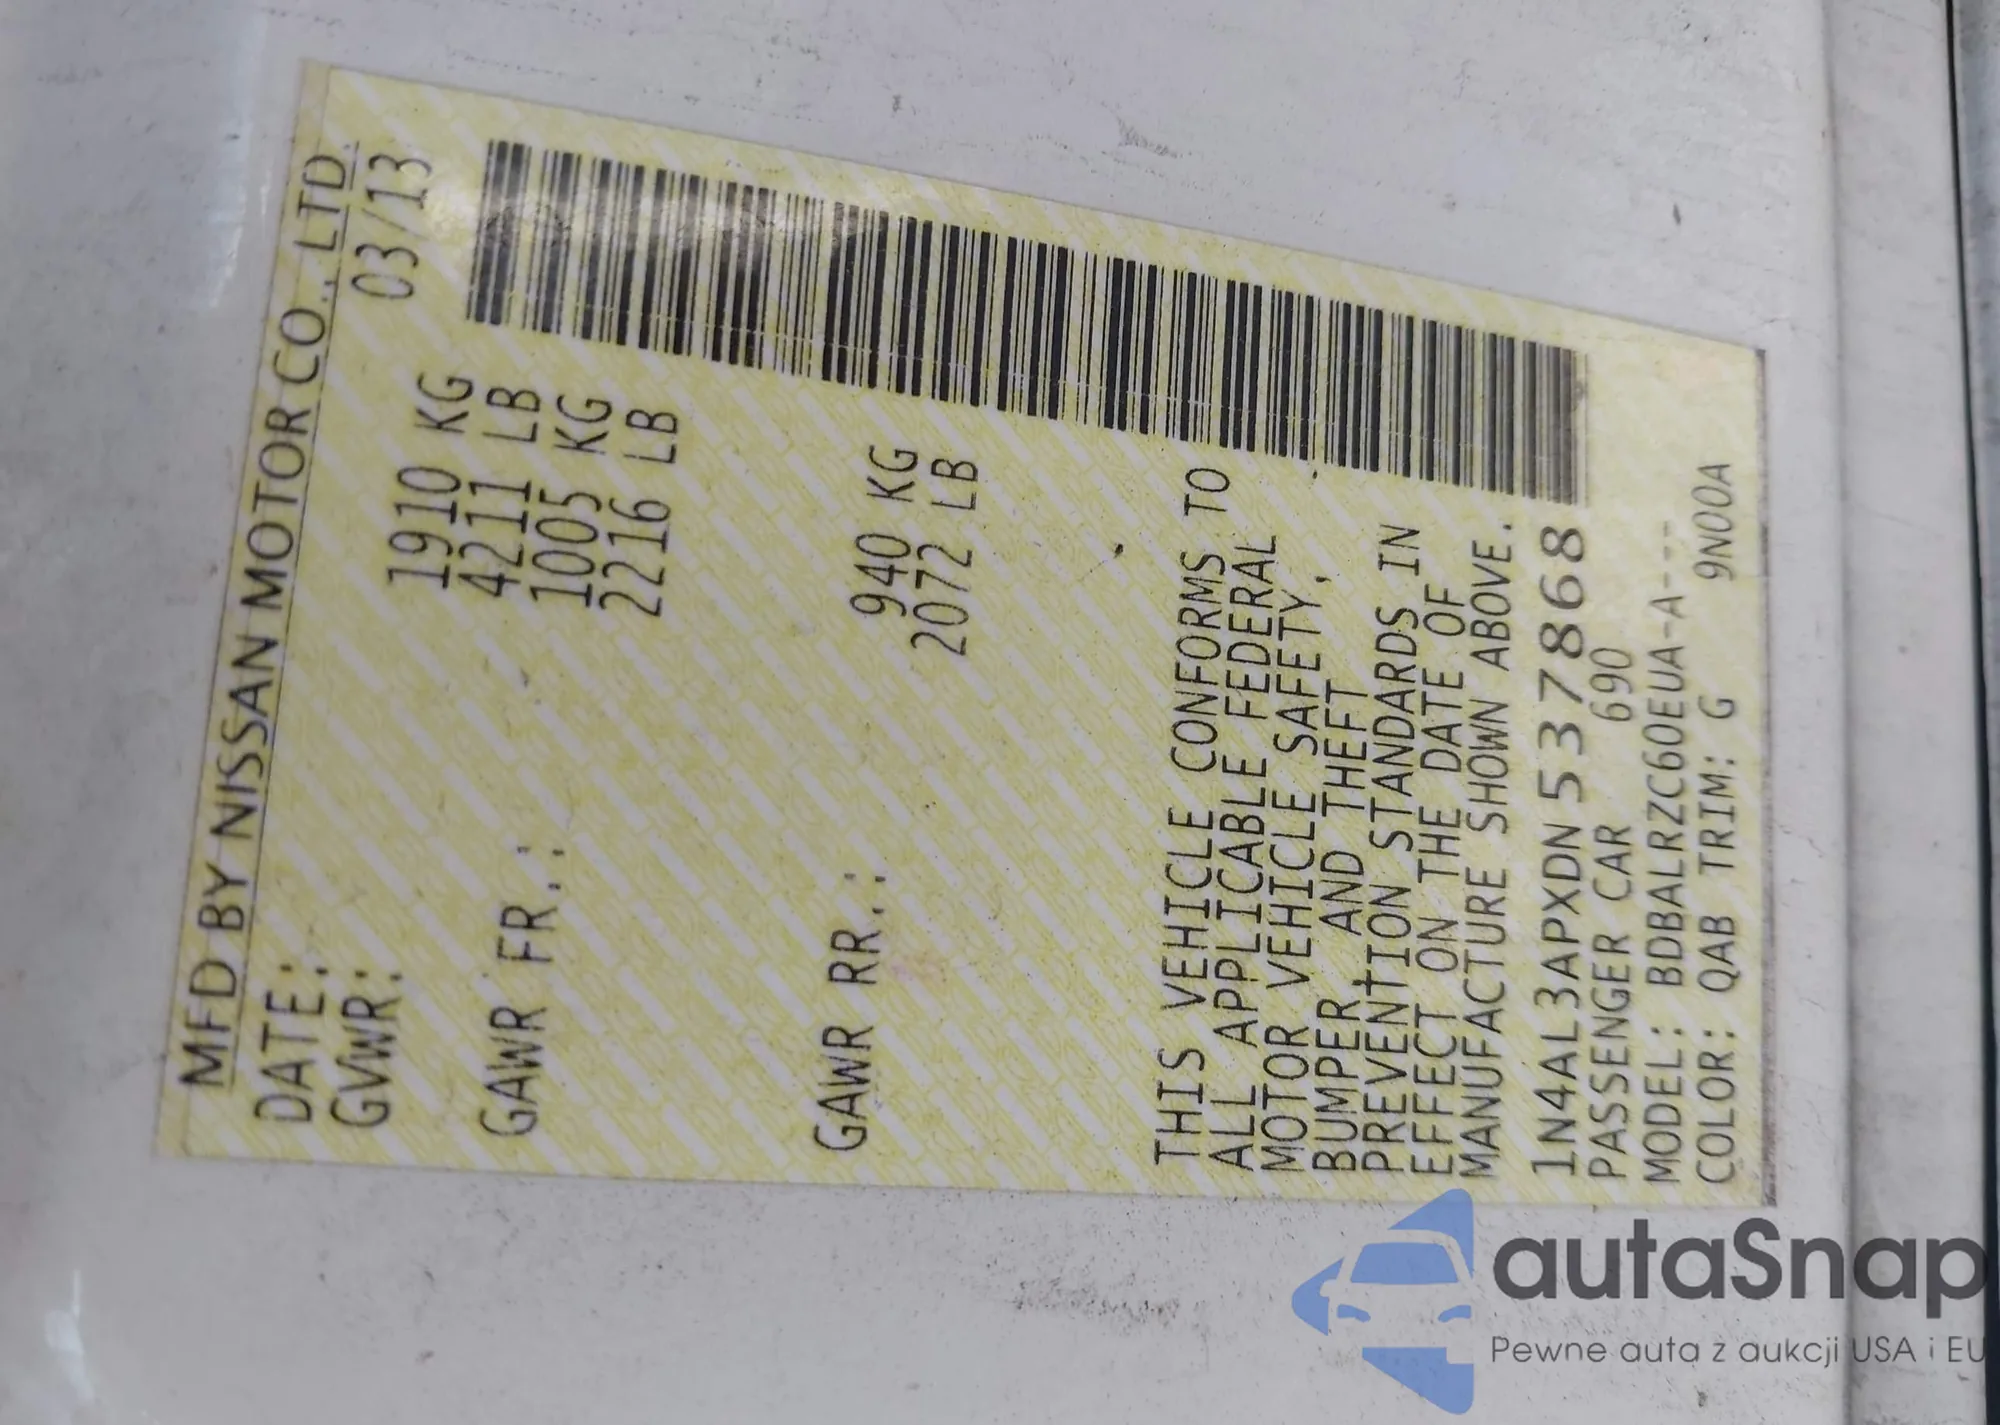 MFD BY NISSAN MOTOR CO., LTD.
DATE: 03/13
GVWR: 1910 KG
4211 LB
GAWR FR.: 1005 KG
2216 LB
GAWR RR.: 940 KG
2072 LB
THIS VEHICLE CONFORMS TO
ALL APPLICABLE FEDERAL
MOTOR VEHICLE SAFETY,
BUMPER, AND THEFT
PREVENTION STANDARDS IN
EFFECT ON THE DATE OF
MANUFACTURE SHOWN ABOVE.
1N4AL3APXDN537868
PASSENGER CAR 690
MODEL: BDBALRZC60EUA-A---
COLOR: QAB TRIM: G 9N00A
autaSnap
Pewne auta z aukcji USA i EU